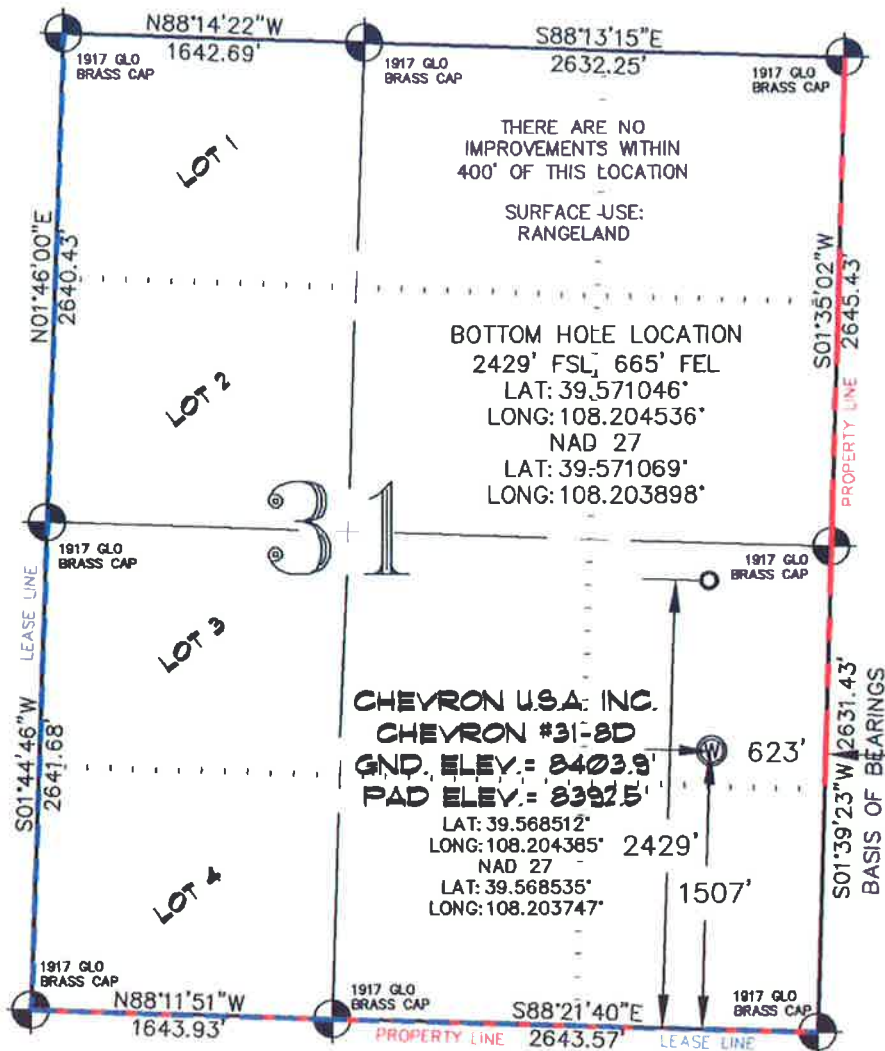 N88°14'22"W
1642.69'
S88°13'15"E
2632.25'
1917 GLO
BRASS CAP
1917 GLO
BRASS CAP
1917 GLO
BRASS CAP
THERE ARE NO
IMPROVEMENTS WITHIN
400' OF THIS LOCATION
SURFACE USE:
RANGELAND
LOT 1
N01°46'00"E
2640.43'
S01°35'02"W
2645.43'
PROPERTY LINE
BOTTOM HOLE LOCATION
2429' FSL, 665' FEL
LAT: 39.571046°
LONG: 108.204536°
NAD 27
LAT: 39.571069°
LONG: 108.203898°
LOT 2
31
1917 GLO
BRASS CAP
1917 GLO
BRASS CAP
LEASE LINE
LOT 3
S01°44'46"W
2641.68'
CHEVRON U.S.A. INC.
CHEVRON #31-8D
GND. ELEV.= 8403.9'
PAD ELEV.= 8392.5'
LAT: 39.568512°
LONG: 108.204385°
NAD 27
LAT: 39.568535°
LONG: 108.203747°
W
623'
2429'
1507'
S01°39'23"W 2631.43'
BASIS OF BEARINGS
LOT 4
1917 GLO
BRASS CAP
1917 GLO
BRASS CAP
1917 GLO
BRASS CAP
N88°11'51"W
1643.93'
S88°21'40"E
2643.57'
PROPERTY LINE
LEASE LINE